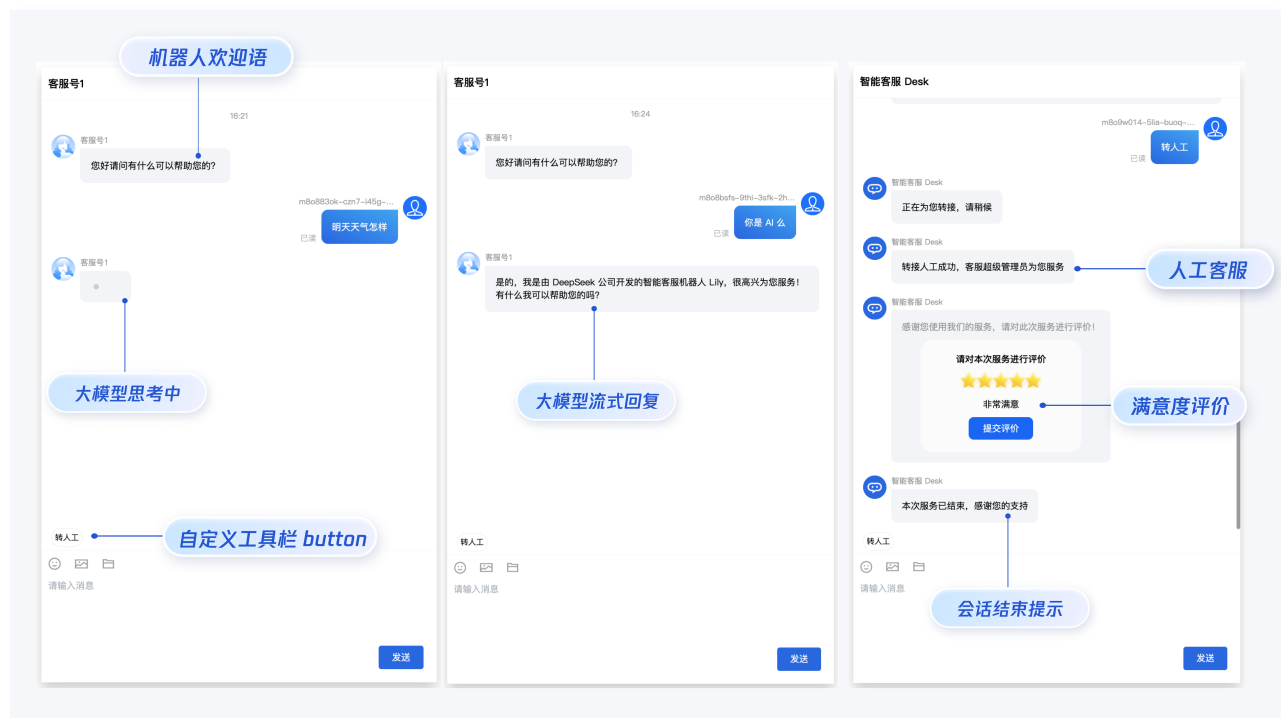 机器人欢迎语
客服号1
16:21
客服号1
您好请问有什么可以帮助您的?
m8o883ok-czn7-i45g-...
已读
明天天气怎样
客服号1
大模型思考中
转人工
自定义工具栏 button
请输入消息
发送
客服号1
16:24
客服号1
您好请问有什么可以帮助您的?
m8o8bsfs-9thi-3sfk-2h...
已读
你是 AI 么
客服号1
是的，我是由 DeepSeek 公司开发的智能客服机器人 Lily，很高兴为您服务！
有什么我可以帮助您的吗?
大模型流式回复
转人工
请输入消息
发送
智能客服 Desk
m8o9w014-5lia-buoq-...
已读
转人工
智能客服 Desk
正在为您转接，请稍候
智能客服 Desk
转接人工成功，客服超级管理员为您服务
人工客服
智能客服 Desk
感谢您使用我们的服务，请对此次服务进行评价！
请对本次服务进行评价
非常满意
满意度评价
提交评价
智能客服 Desk
本次服务已结束，感谢您的支持
转人工
请输入消息
会话结束提示
发送